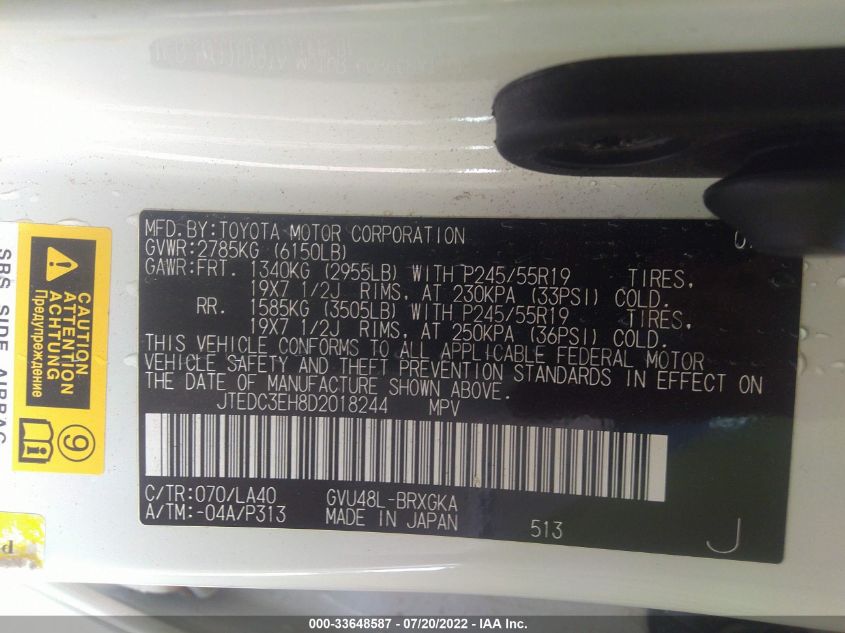 MFD.BY:TOYOTA MOTOR CORPORATION
GVWR:2785KG (6150LB)
GAWR:FRT. 1340KG (2955LB) WITH P245/55R19 TIRES,
19X7 1/2J RIMS, AT 230KPA (33PSI) COLD.
RR. 1585KG (3505LB) WITH P245/55R19 TIRES,
19X7 1/2J RIMS, AT 250KPA (36PSI) COLD.
THIS VEHICLE CONFORMS TO ALL APPLICABLE FEDERAL MOTOR
VEHICLE SAFETY AND THEFT PREVENTION STANDARDS IN EFFECT ON
THE DATE OF MANUFACTURE SHOWN ABOVE.
JTEDC3EH8D2018244 MPV
C/TR:070/LA40 GVU48L-BRXGKA
A/TM:-04A/P313 MADE IN JAPAN 513 J
CAUTION
ATTENTION
ACHTUNG
Предупреждение
9
SRS SIDE AIRBAG
000-33648587 - 07/20/2022 - IAA Inc.